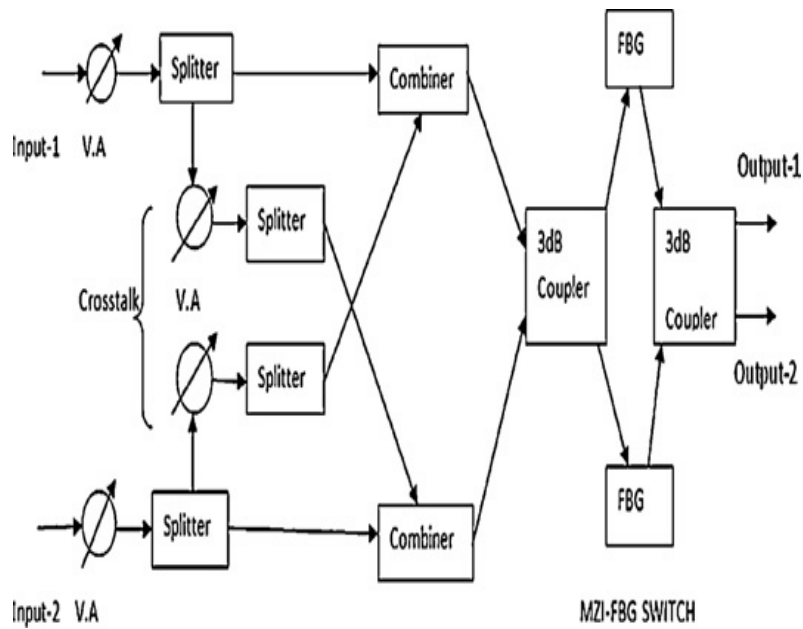 FBG
Splitter
Combiner
Input-1 V.A
Output-1
Splitter
3dB
Coupler
3dB
Coupler
Crosstalk
V.A
Splitter
Output-2
Splitter
Combiner
FBG
Input-2 V.A
MZI-FBG SWITCH